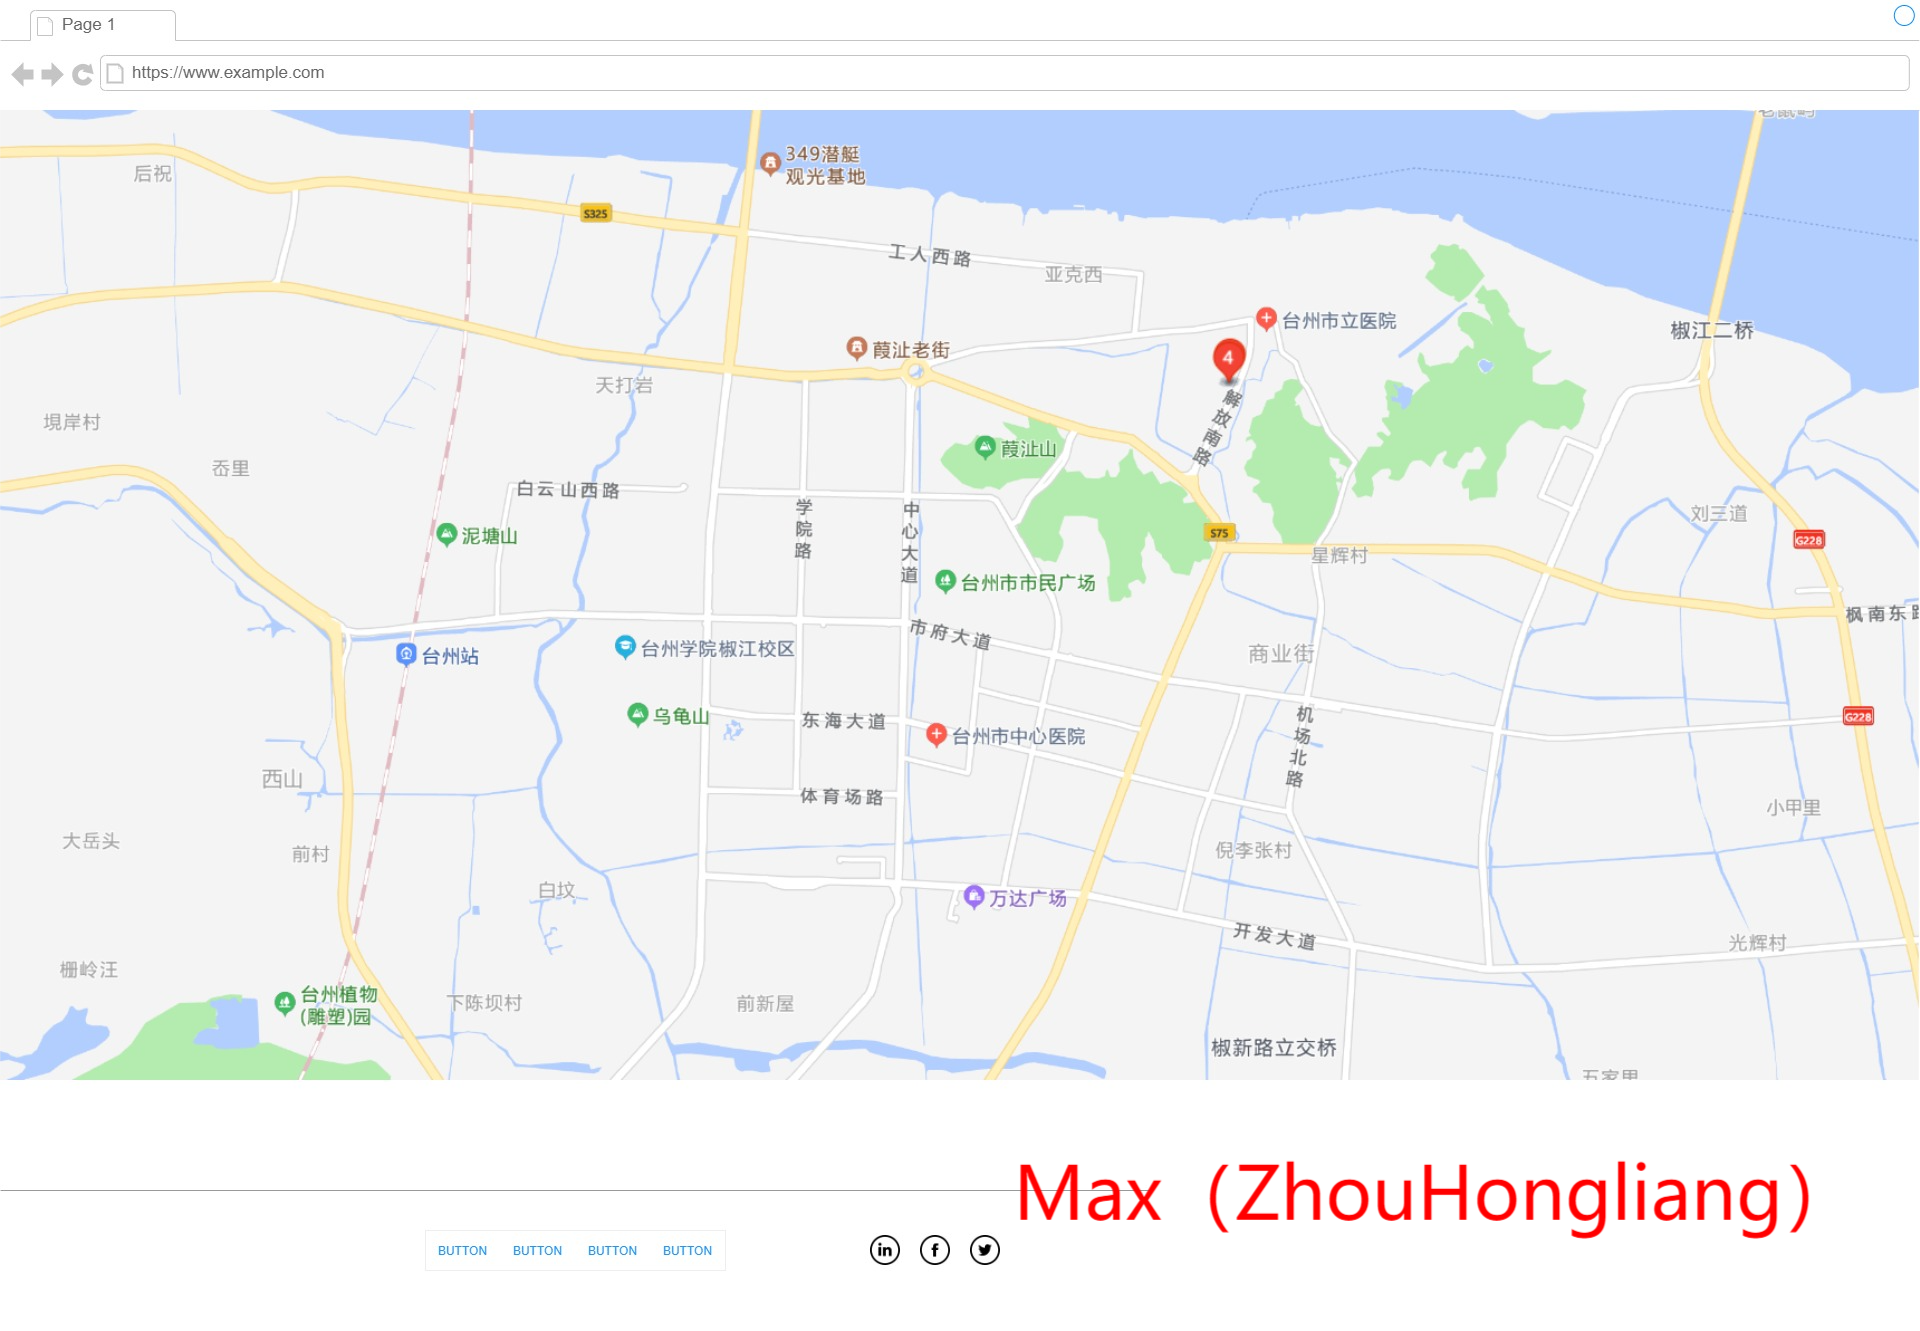 Page 1
https://www.example.com
后祝
349潜艇
观光基地
S325
工人西路
亚克西
台州市立医院
椒江二桥
葭沚老街
4
天打岩
解放南路
垷岸村
葭沚山
岙里
白云山西路
学院路
中心大道
刘三道
泥塘山
S75
G228
星辉村
台州市市民广场
枫南东路
市府大道
台州学院椒江校区
台州站
商业街
乌龟山
东海大道
机场北路
G228
台州市中心医院
西山
体育场路
小甲里
大岳头
前村
倪李张村
白坟
万达广场
开发大道
光辉村
栅岭汪
台州植物
(雕塑)园
下陈坝村
前新屋
椒新路立交桥
五家里
Max（ZhouHongliang）
BUTTON BUTTON BUTTON BUTTON
in f